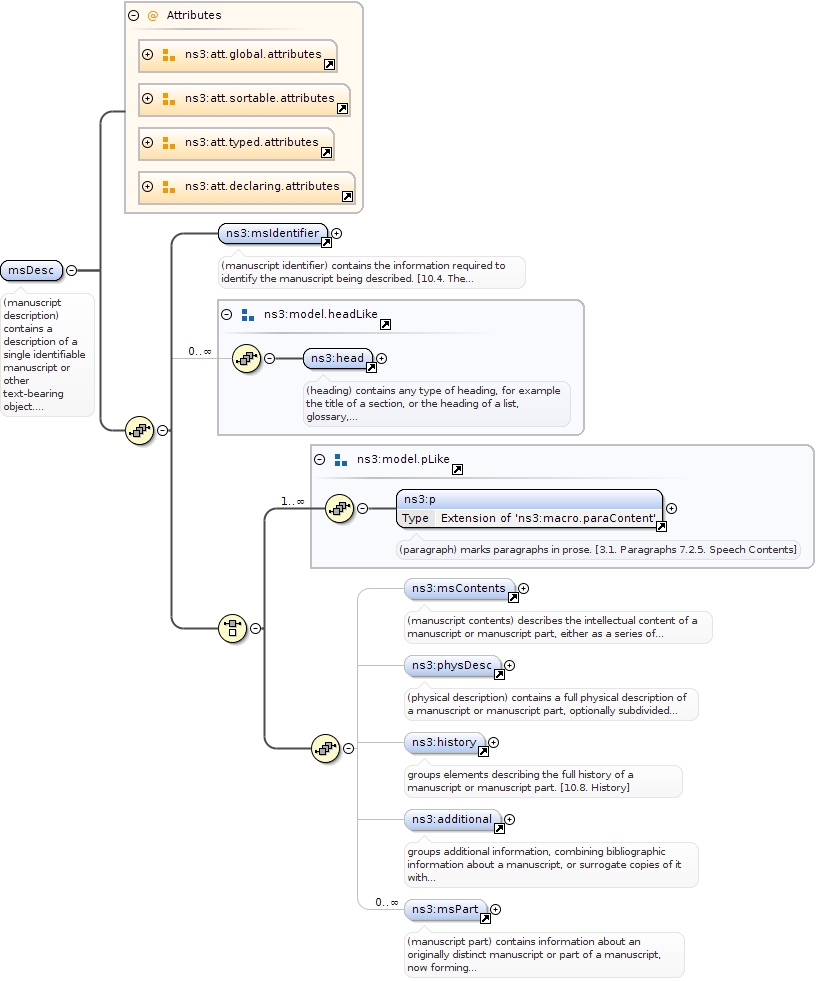 @ Attributes
ns3:att.global.attributes
ns3:att.sortable.attributes
ns3:att.typed.attributes
ns3:att.declaring.attributes
msDesc
(manuscript
description)
contains a
description of a
single identifiable
manuscript or
other
text-bearing
object....
ns3:msIdentifier
(manuscript identifier) contains the information required to
identify the manuscript being described. [10.4. The...
ns3:model.headLike
0..∞
ns3:head
(heading) contains any type of heading, for example
the title of a section, or the heading of a list,
glossary,...
ns3:model.pLike
1..∞
ns3:p
Type Extension of 'ns3:macro.paraContent'
(paragraph) marks paragraphs in prose. [3.1. Paragraphs 7.2.5. Speech Contents]
ns3:msContents
(manuscript contents) describes the intellectual content of a
manuscript or manuscript part, either as a series of...
ns3:physDesc
(physical description) contains a full physical description of
a manuscript or manuscript part, optionally subdivided...
ns3:history
groups elements describing the full history of a
manuscript or manuscript part. [10.8. History]
ns3:additional
groups additional information, combining bibliographic
information about a manuscript, or surrogate copies of it
with...
0..∞
ns3:msPart
(manuscript part) contains information about an
originally distinct manuscript or part of a manuscript,
now forming...